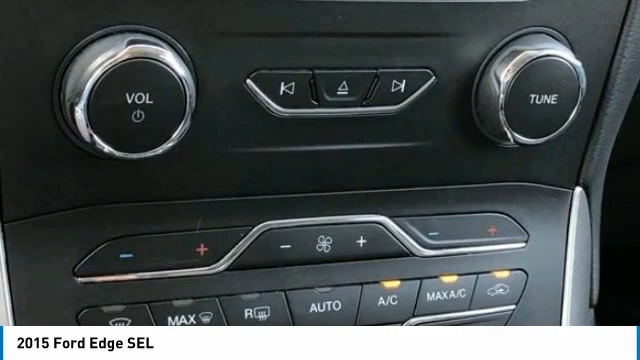 VOL
TUNE
MAX
R
AUTO
A/C
MAX A/C
2015 Ford Edge SEL